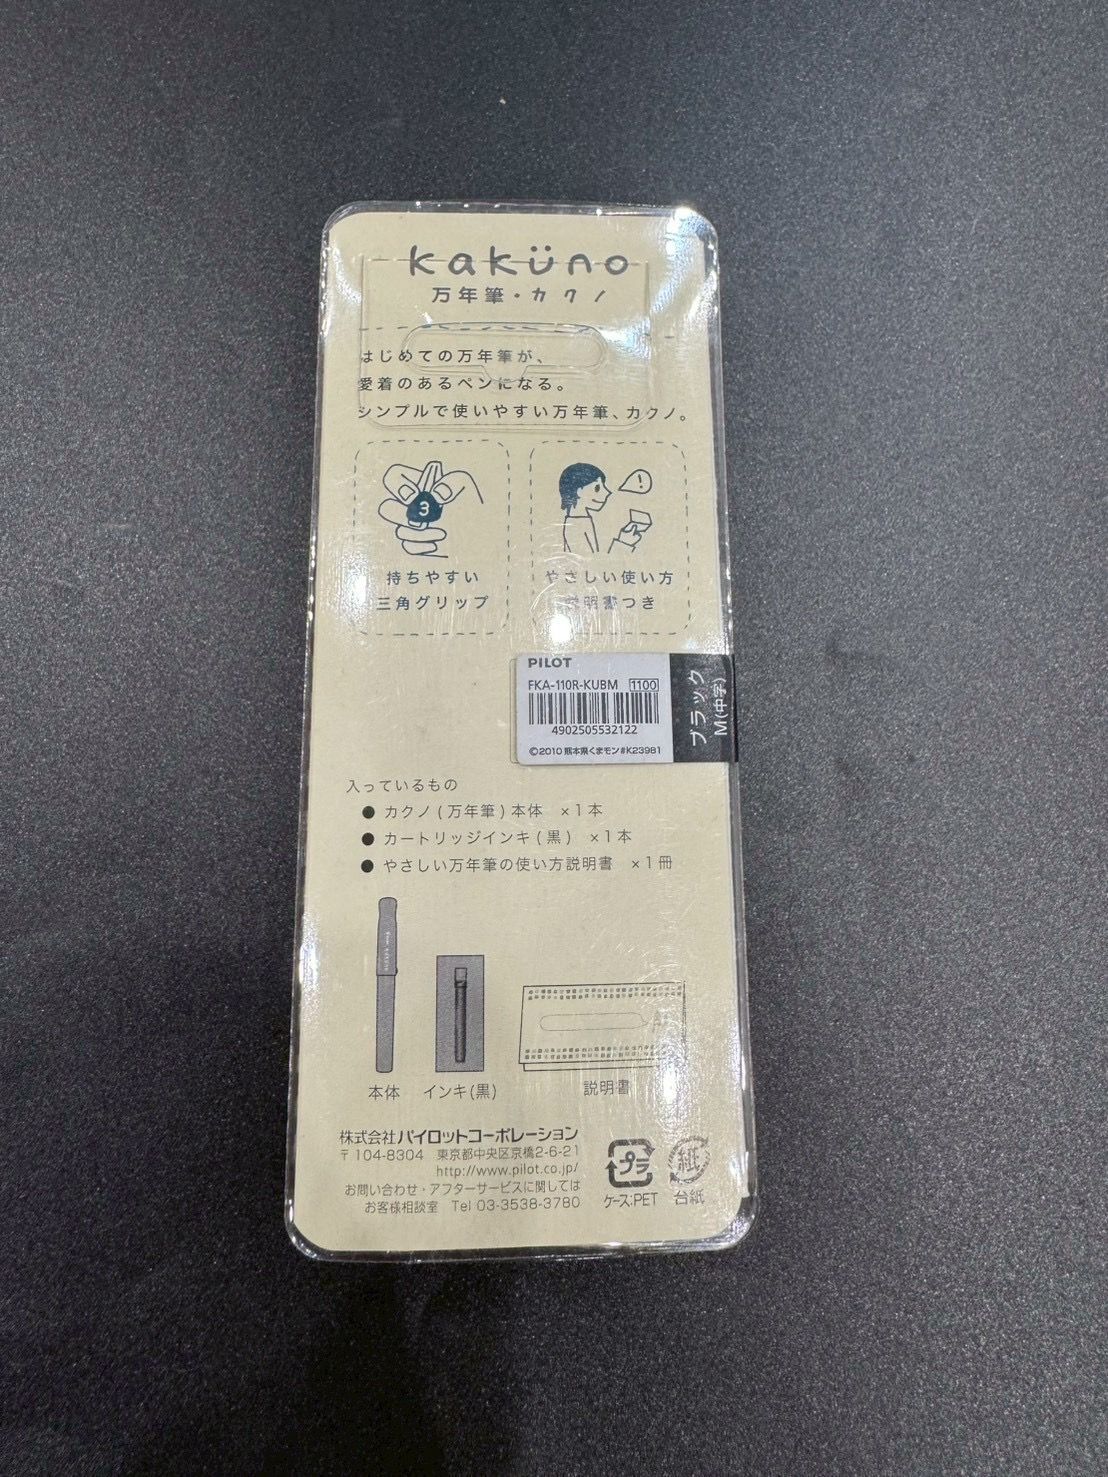 kaküno
万年筆・カクノ
はじめての万年筆が、
愛着のあるペンになる。
シンプルで使いやすい万年筆、カクノ。
3
!
持ちやすい
三角グリップ
やさしい使い方
説明書つき
PILOT
FKA-110R-KUBM 1100
4902505532122
©2010 熊本県くまモン#K23981
ブラック
M(中字)
入っているもの
● カクノ(万年筆)本体 ×1本
● カートリッジインキ(黒) ×1本
● やさしい万年筆の使い方説明書 ×1冊
本体
インキ(黒)
説明書
株式会社パイロットコーポレーション
〒104-8304 東京都中央区京橋2-6-21
http://www.pilot.co.jp/
お問い合わせ・アフターサービスに関しては
お客様相談室 Tel 03-3538-3780
プラ
ケース:PET
紙
台紙